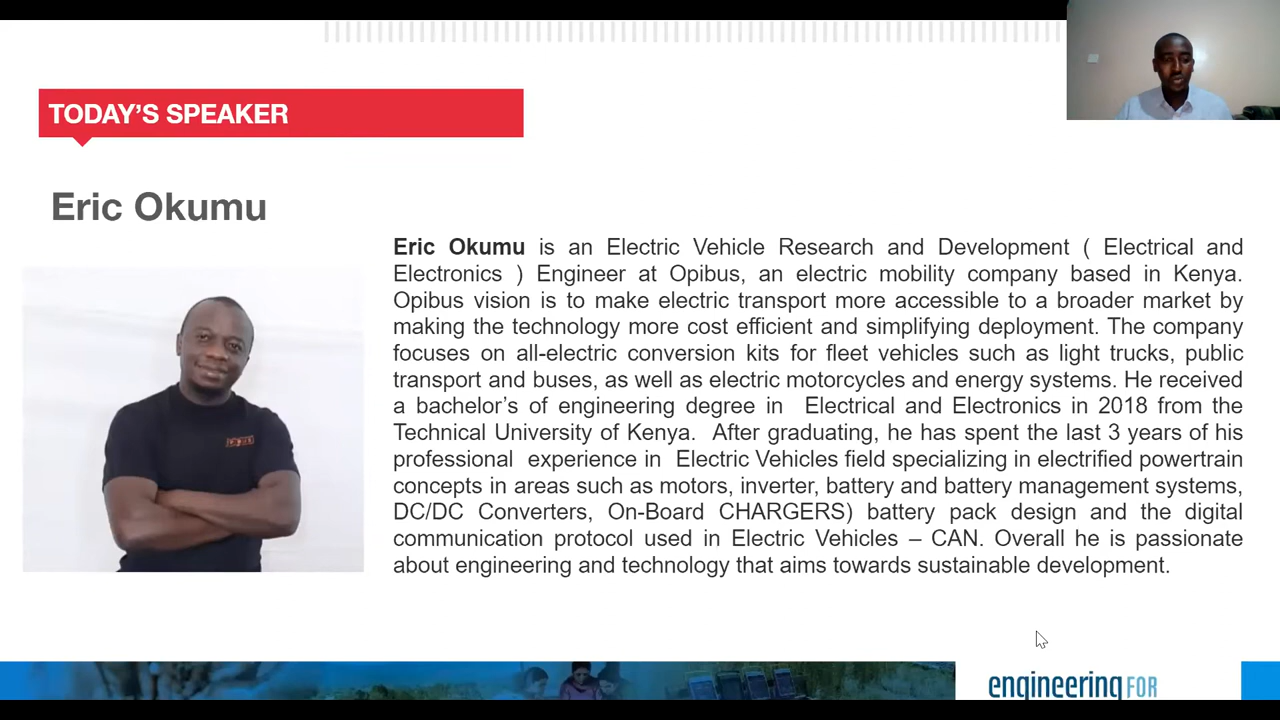 TODAY'S SPEAKER
Eric Okumu
Eric Okumu is an Electric Vehicle Research and Development ( Electrical and
Electronics ) Engineer at Opibus, an electric mobility company based in Kenya.
Opibus vision is to make electric transport more accessible to a broader market by
making the technology more cost efficient and simplifying deployment. The company
focuses on all-electric conversion kits for fleet vehicles such as light trucks, public
transport and buses, as well as electric motorcycles and energy systems. He received
a bachelor's of engineering degree in Electrical and Electronics in 2018 from the
Technical University of Kenya. After graduating, he has spent the last 3 years of his
professional experience in Electric Vehicles field specializing in electrified powertrain
concepts in areas such as motors, inverter, battery and battery management systems,
DC/DC Converters, On-Board CHARGERS) battery pack design and the digital
communication protocol used in Electric Vehicles – CAN. Overall he is passionate
about engineering and technology that aims towards sustainable development.
engineering FOR